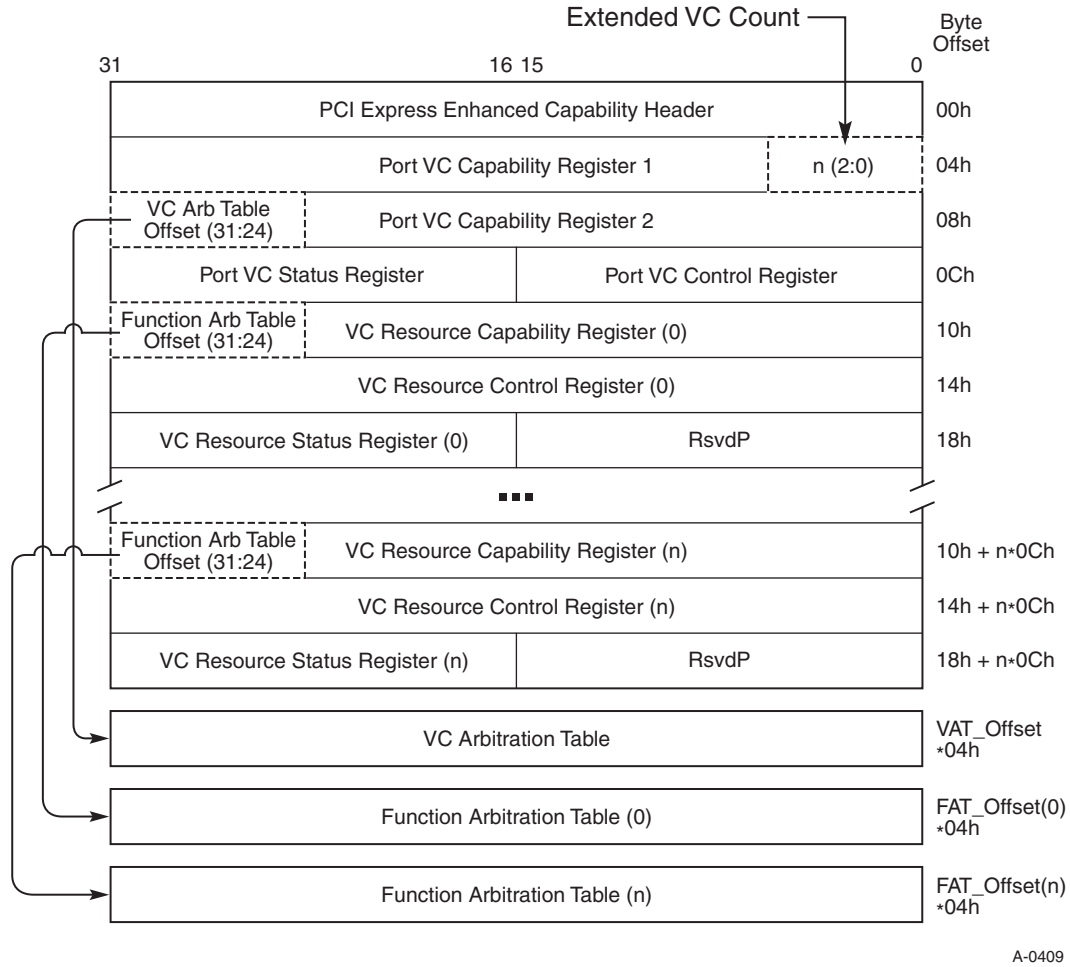 Extended VC Count
Byte
Offset
31 16 15 0
PCI Express Enhanced Capability Header 00h
Port VC Capability Register 1 n (2:0) 04h
VC Arb Table
Offset (31:24) Port VC Capability Register 2 08h
Port VC Status Register Port VC Control Register 0Ch
Function Arb Table
Offset (31:24) VC Resource Capability Register (0) 10h
VC Resource Control Register (0) 14h
VC Resource Status Register (0) RsvdP 18h
Function Arb Table
Offset (31:24) VC Resource Capability Register (n) 10h + n*0Ch
VC Resource Control Register (n) 14h + n*0Ch
VC Resource Status Register (n) RsvdP 18h + n*0Ch
VC Arbitration Table VAT_Offset
*04h
Function Arbitration Table (0) FAT_Offset(0)
*04h
Function Arbitration Table (n) FAT_Offset(n)
*04h
A-0409